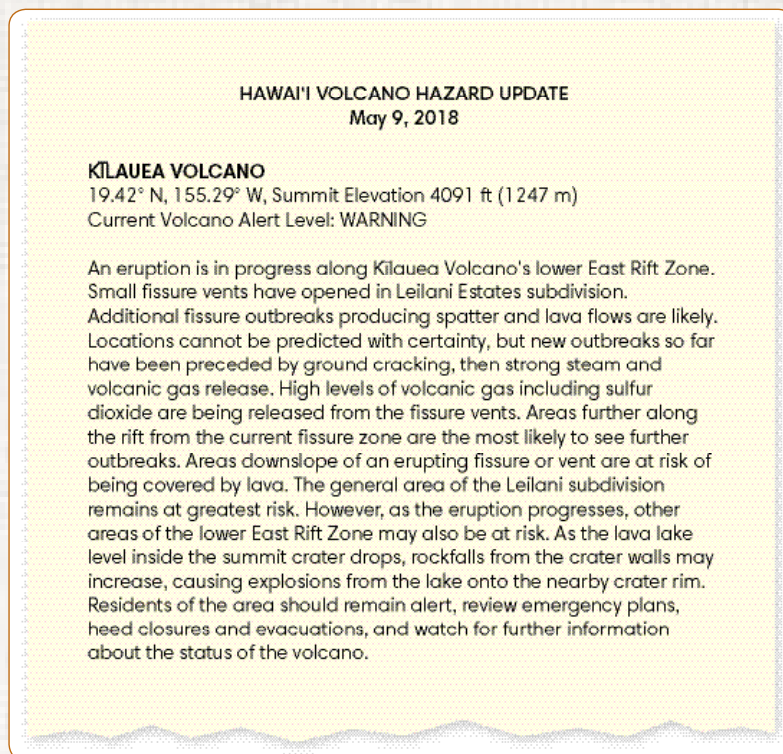 HAWAI'I VOLCANO HAZARD UPDATE
May 9, 2018
KĪLAUEA VOLCANO
19.42° N, 155.29° W, Summit Elevation 4091 ft (1247 m)
Current Volcano Alert Level: WARNING
An eruption is in progress along Kīlauea Volcano's lower East Rift Zone.
Small fissure vents have opened in Leilani Estates subdivision.
Additional fissure outbreaks producing spatter and lava flows are likely.
Locations cannot be predicted with certainty, but new outbreaks so far
have been preceded by ground cracking, then strong steam and
volcanic gas release. High levels of volcanic gas including sulfur
dioxide are being released from the fissure vents. Areas further along
the rift from the current fissure zone are the most likely to see further
outbreaks. Areas downslope of an erupting fissure or vent are at risk of
being covered by lava. The general area of the Leilani subdivision
remains at greatest risk. However, as the eruption progresses, other
areas of the lower East Rift Zone may also be at risk. As the lava lake
level inside the summit crater drops, rockfalls from the crater walls may
increase, causing explosions from the lake onto the nearby crater rim.
Residents of the area should remain alert, review emergency plans,
heed closures and evacuations, and watch for further information
about the status of the volcano.